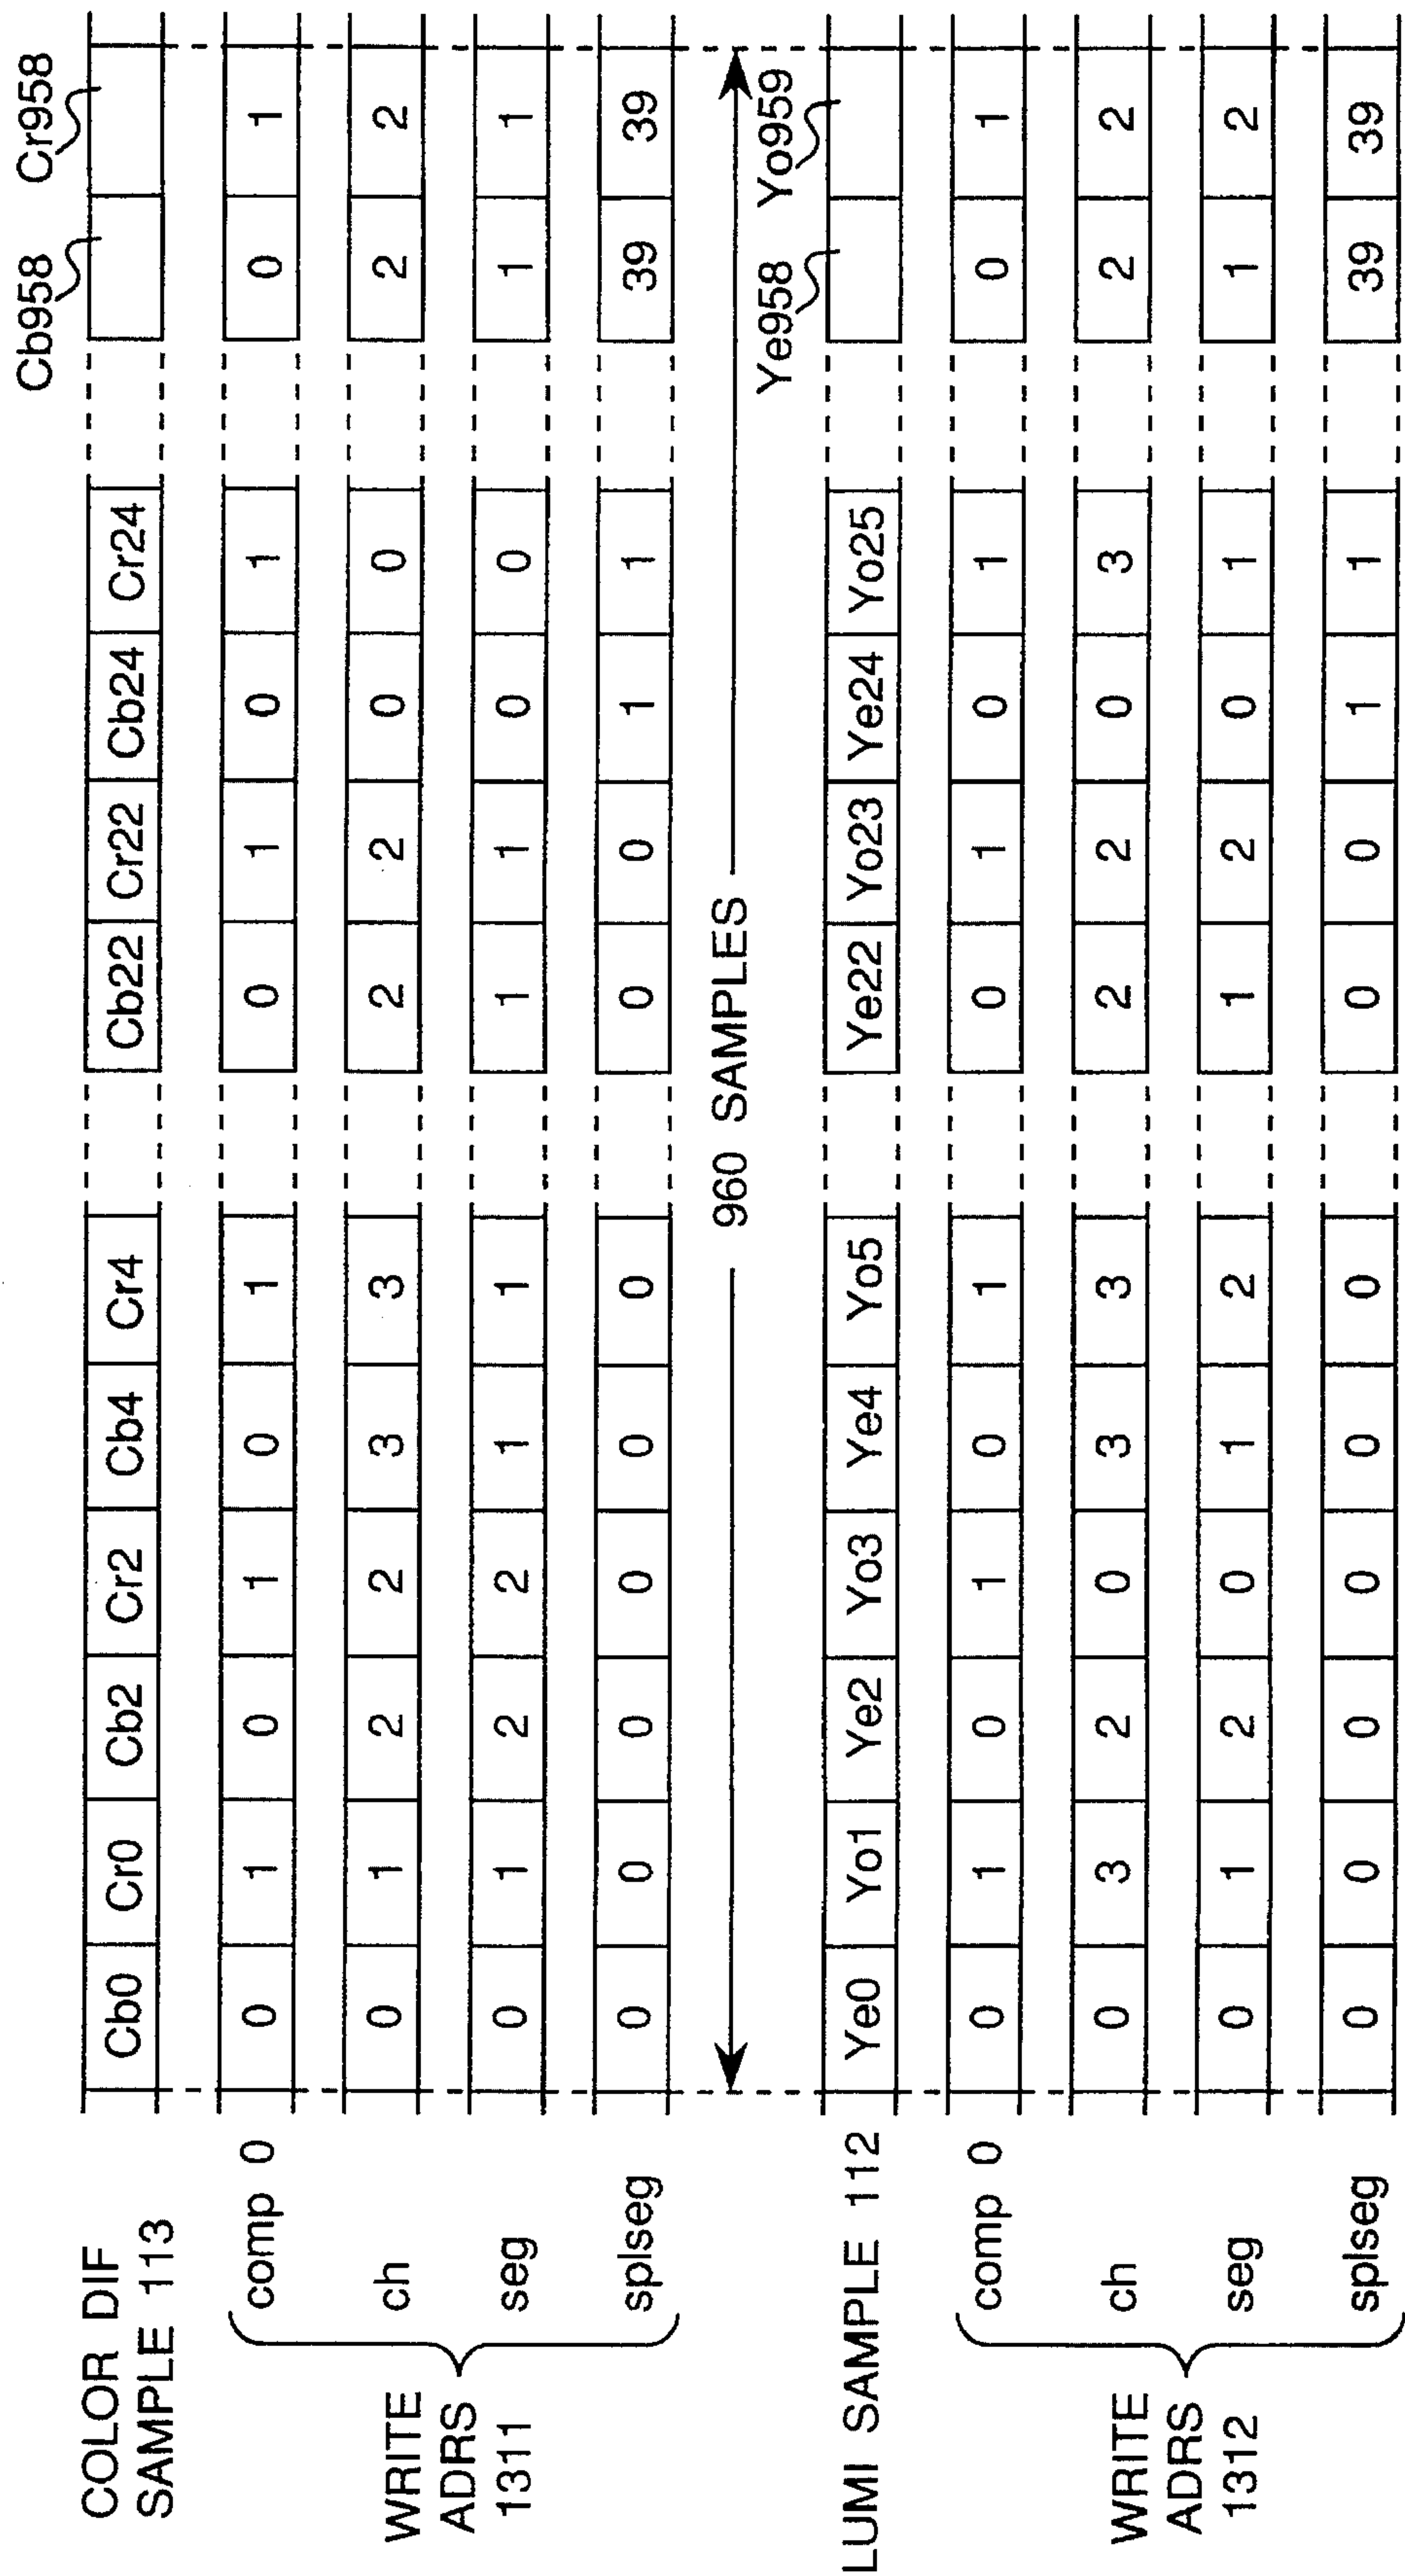 Cb958 Cr958
COLOR DIF
SAMPLE 113
Cb0 Cr0 Cb2 Cr2 Cb4 Cr4 Cb22 Cr22 Cb24 Cr24
WRITE
ADRS
1311
comp 0 0 1 0 1 0 1 0 1 0 1 0 1
ch 0 1 2 2 3 3 2 2 0 0 2 2
seg 0 1 2 2 1 1 1 1 0 0 1 1
splseg 0 0 0 0 0 0 0 0 1 1 39 39
960 SAMPLES
Ye958 Yo959
LUMI SAMPLE 112 Ye0 Yo1 Ye2 Yo3 Ye4 Yo5 Ye22 Yo23 Ye24 Yo25
WRITE
ADRS
1312
comp 0 0 1 0 1 0 1 0 1 0 1 0 1
ch 0 3 2 0 3 3 2 2 0 3 2 2
seg 0 1 2 0 1 2 1 2 0 1 1 2
splseg 0 0 0 0 0 0 0 0 1 1 39 39